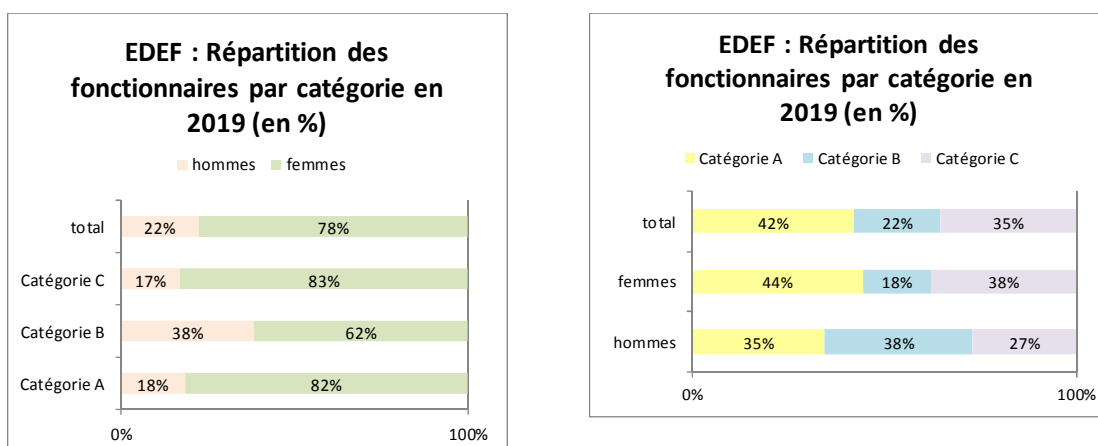 EDEF : Répartition des
fonctionnaires par catégorie en
2019 (en %)
hommes femmes
total 22% 78%
Catégorie C 17% 83%
Catégorie B 38% 62%
Catégorie A 18% 82%
0% 100%
EDEF : Répartition des
fonctionnaires par catégorie en
2019 (en %)
Catégorie A Catégorie B Catégorie C
total 42% 22% 35%
femmes 44% 18% 38%
hommes 35% 38% 27%
0% 100%